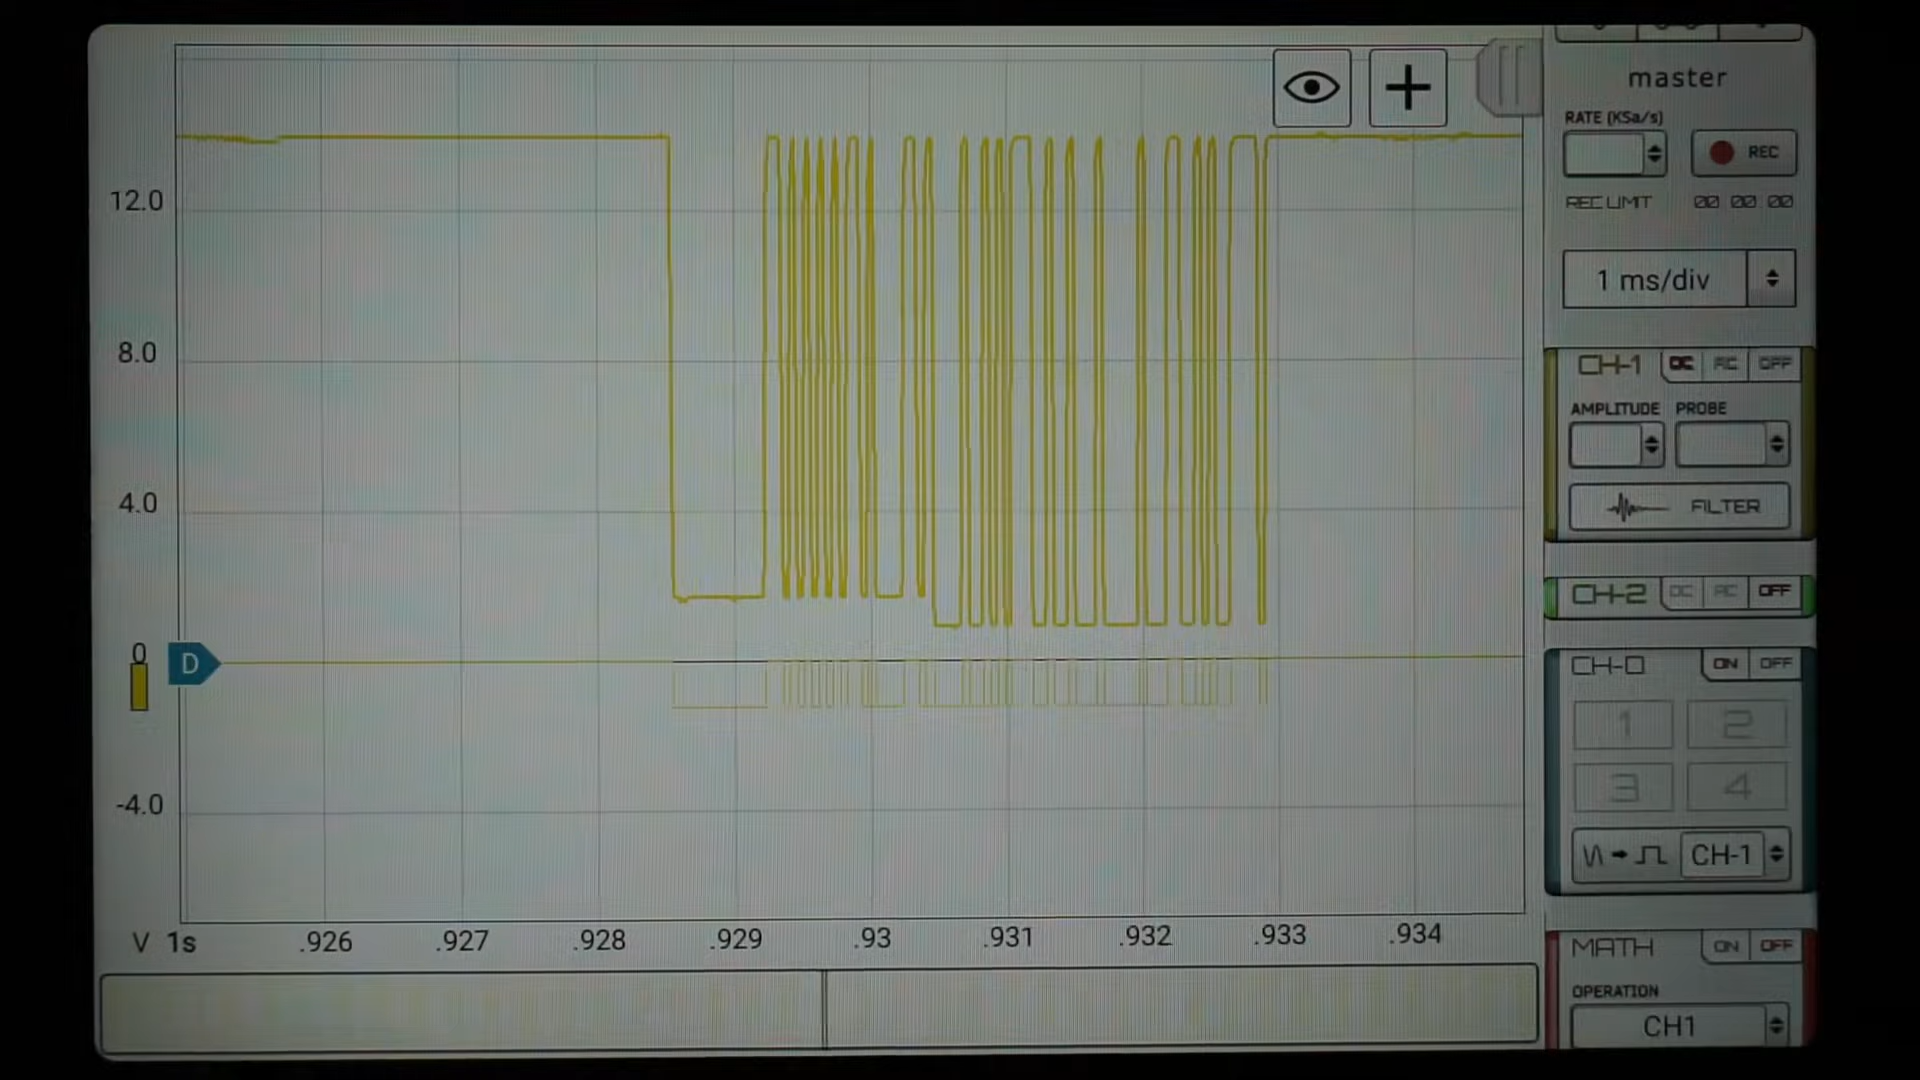 master
RATE (KSa/s)
REC
REC LIMIT 00 00 00
1 ms/div
CH-1 DC AC OFF
AMPLITUDE PROBE
FILTER
CH-2 DC AC OFF
CH-D ON OFF
1 2
3 4
CH-1
MATH ON OFF
OPERATION
CH1
12.0
8.0
4.0
0
D
-4.0
V 1s .926 .927 .928 .929 .93 .931 .932 .933 .934